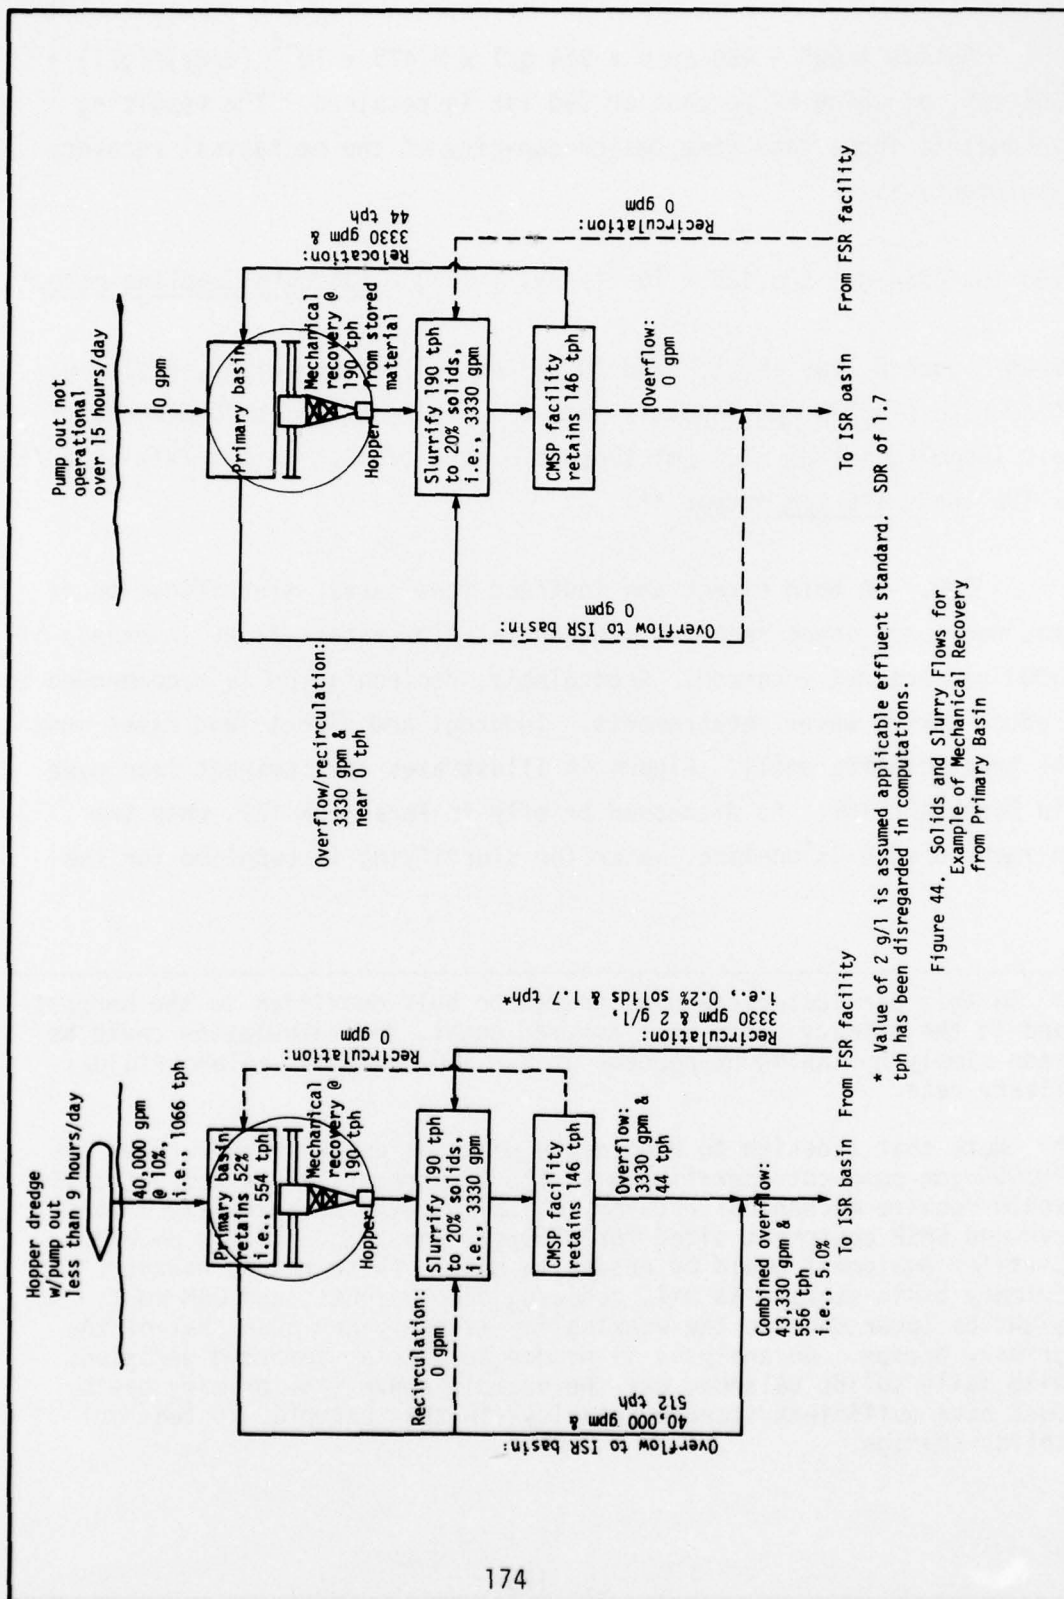 Hopper dredge
w/pump out
less than 9 hours/day
40,000 gpm
@ 10%,
i.e., 1066 tph
Primary basin
retains 52%
i.e., 554 tph
Mechanical
recovery @
190 tph
Hopper
Recirculation:
0 gpm
Recirculation:
0 gpm
Slurrify 190 tph
to 20% solids,
i.e., 3330 gpm
Recirculation:
3330 gpm & 2 g/l,
i.e., 0.2% solids & 1.7 tph*
CMSP facility
retains 146 tph
Overflow:
3330 gpm &
44 tph
Overflow to ISR basin:
40,000 gpm &
512 tph
Combined overflow:
43,330 gpm &
556 tph
i.e., 5.0%
To ISR basin
From FSR facility
Pump out not
operational
over 15 hours/day
0 gpm
Primary basin
Mechanical
recovery @
190 tph
from stored
material
Hopper
Relocation:
3330 gpm &
44 tph
Overflow/recirculation:
3330 gpm &
near 0 tph
Slurrify 190 tph
to 20% solids,
i.e., 3330 gpm
Recirculation:
0 gpm
CMSP facility
retains 146 tph
Overflow:
0 gpm
Overflow to ISR basin:
0 gpm
To ISR oasin
From FSR facility
* Value of 2 g/l is assumed applicable effluent standard. SDR of 1.7
tph has been disregarded in computations.
Figure 44. Solids and Slurry Flows for
Example of Mechanical Recovery
from Primary Basin
174